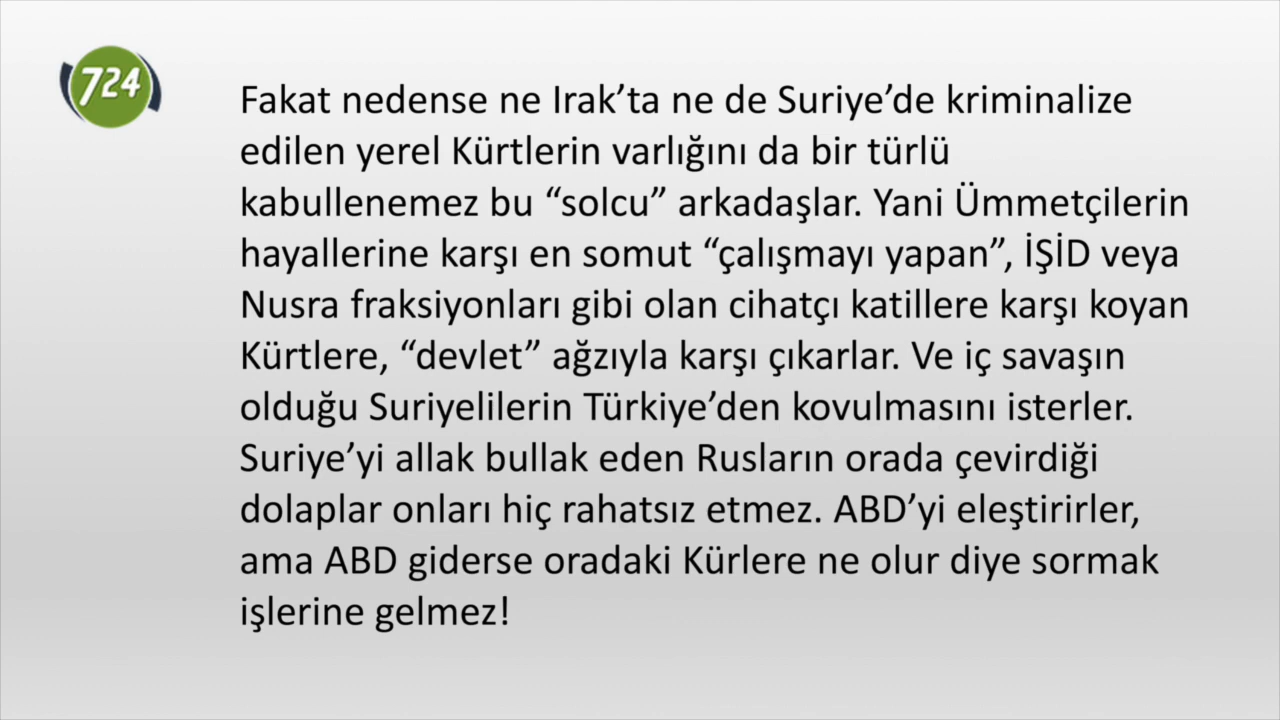 724
Fakat nedense ne Irak’ta ne de Suriye’de kriminalize
edilen yerel Kürtlerin varlığını da bir türlü
kabullenemez bu “solcu” arkadaşlar. Yani Ümmetçilerin
hayallerine karşı en somut “çalışmayı yapan”, İŞİD veya
Nusra fraksiyonları gibi olan cihatçı katillere karşı koyan
Kürtlere, “devlet” ağzıyla karşı çıkarlar. Ve iç savaşın
olduğu Suriyelilerin Türkiye’den kovulmasını isterler.
Suriye’yi allak bullak eden Rusların orada çevirdiği
dolaplar onları hiç rahatsız etmez. ABD’yi eleştirirler,
ama ABD giderse oradaki Kürlere ne olur diye sormak
işlerine gelmez!